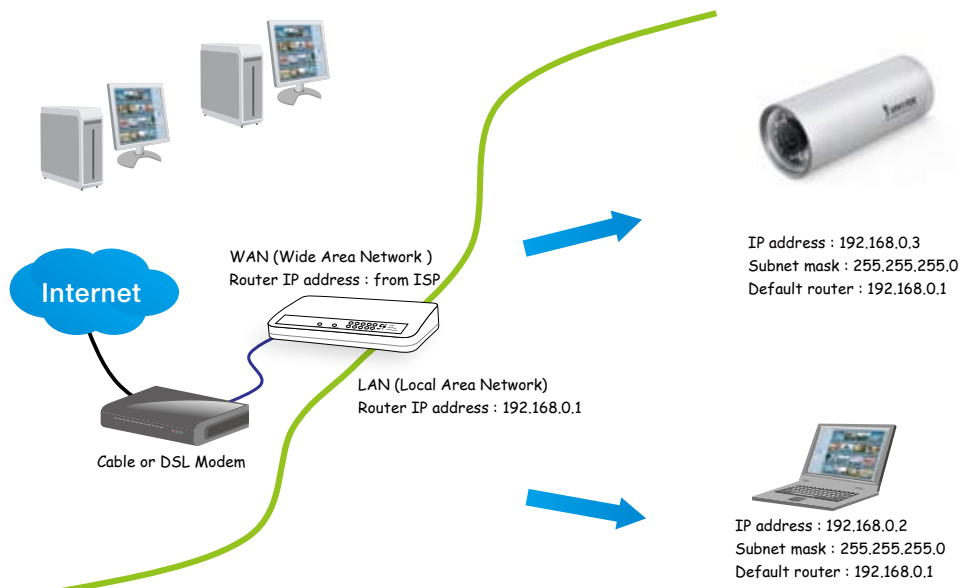 WAN (Wide Area Network )
Router IP address : from ISP
Internet
LAN (Local Area Network)
Router IP address : 192.168.0.1
Cable or DSL Modem
IP address : 192.168.0.3
Subnet mask : 255.255.255.0
Default router : 192.168.0.1
IP address : 192.168.0.2
Subnet mask : 255.255.255.0
Default router : 192.168.0.1